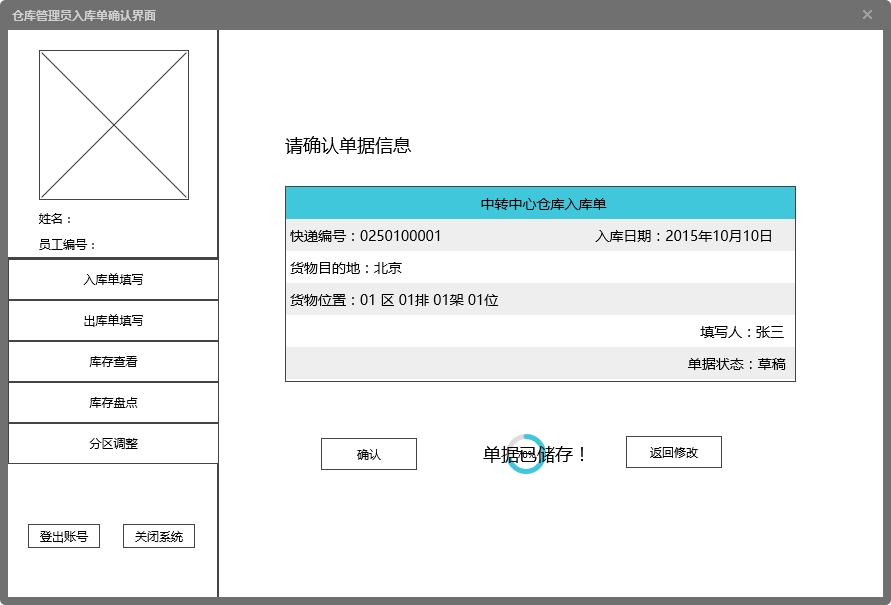 仓库管理员入库单确认界面
姓名：
员工编号：
入库单填写
出库单填写
库存查看
库存盘点
分区调整
登出账号
关闭系统
请确认单据信息
中转中心仓库入库单
快递编号：0250100001 入库日期：2015年10月10日
货物目的地：北京
货物位置：01 区 01排 01架 01位
填写人：张三
单据状态：草稿
确认
单据已储存！
返回修改